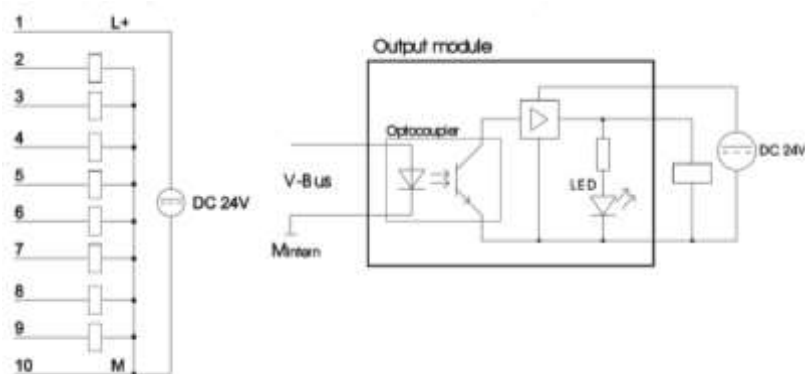 1 L+
2
3
4
5
6
7
8
9
10 M
DC 24V
Output module
Optocoupler
V-Bus
Mintern
LED
DC 24V